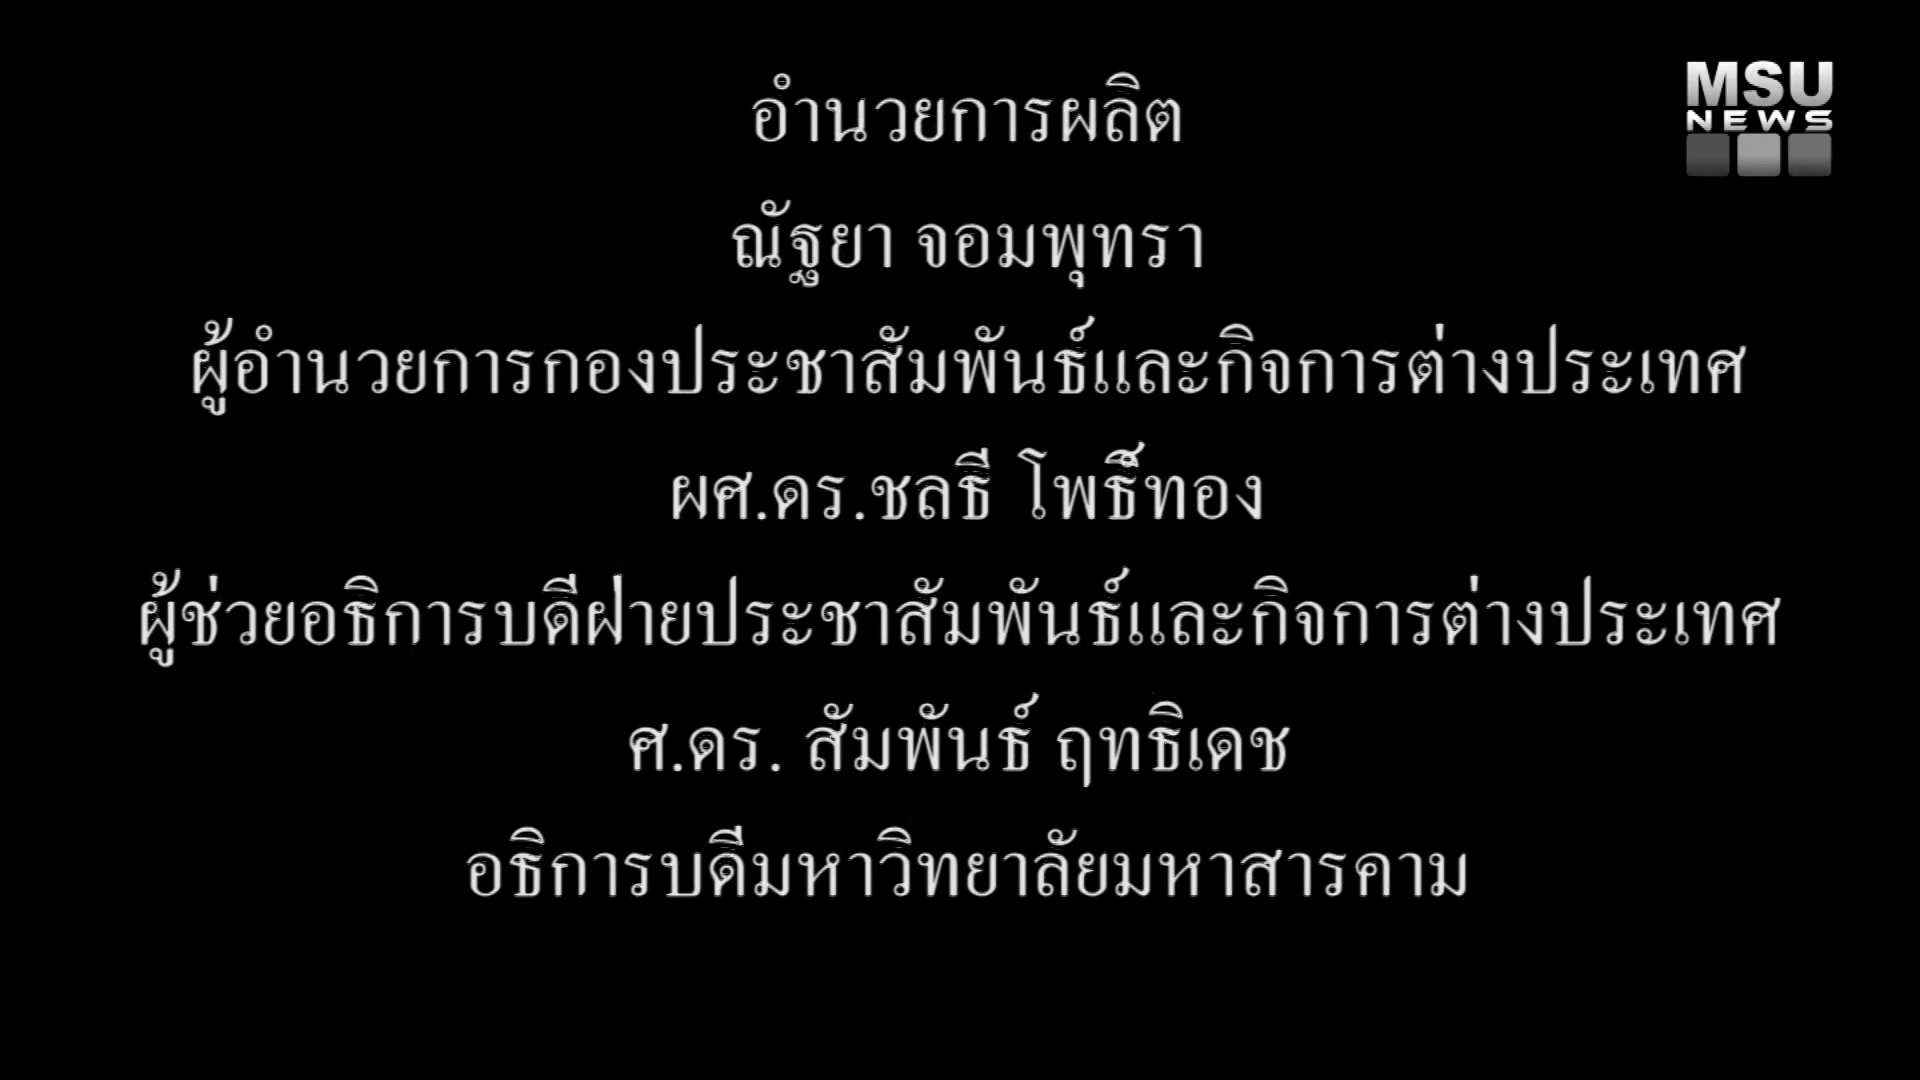 อำนวยการผลิต
MSU
NEWS
ณัฐยา จอมพุทรา
ผู้อำนวยการกองประชาสัมพันธ์และกิจการต่างประเทศ
ผศ.ดร.ชลธี โพธิ์ทอง
ผู้ช่วยอธิการบดีฝ่ายประชาสัมพันธ์และกิจการต่างประเทศ
ศ.ดร. สัมพันธ์ ฤทธิเดช
อธิการบดีมหาวิทยาลัยมหาสารคาม